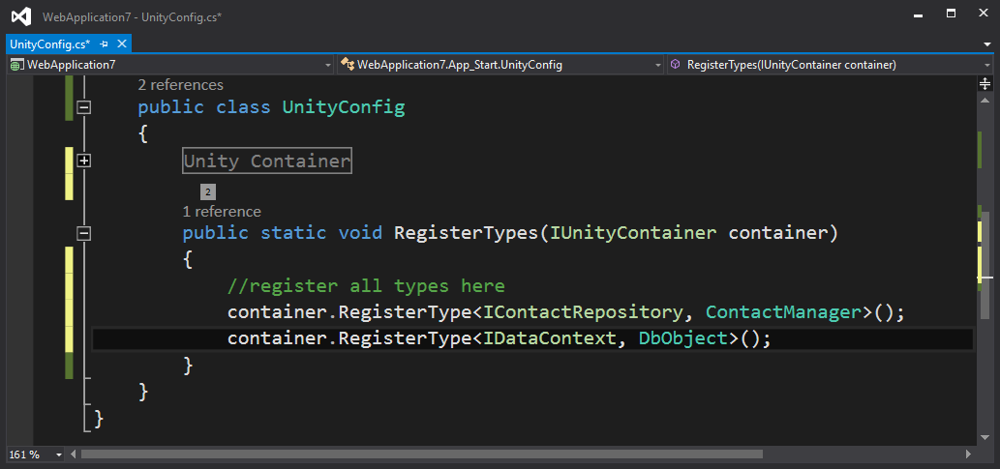 WebApplication7 - UnityConfig.cs*
UnityConfig.cs*
WebApplication7 WebApplication7.App_Start.UnityConfig RegisterTypes(IUnityContainer container)
2 references
public class UnityConfig
{
Unity Container
2
1 reference
public static void RegisterTypes(IUnityContainer container)
{
//register all types here
container.RegisterType<IContactRepository, ContactManager>();
container.RegisterType<IDataContext, DbObject>();
}
}
}
161 %